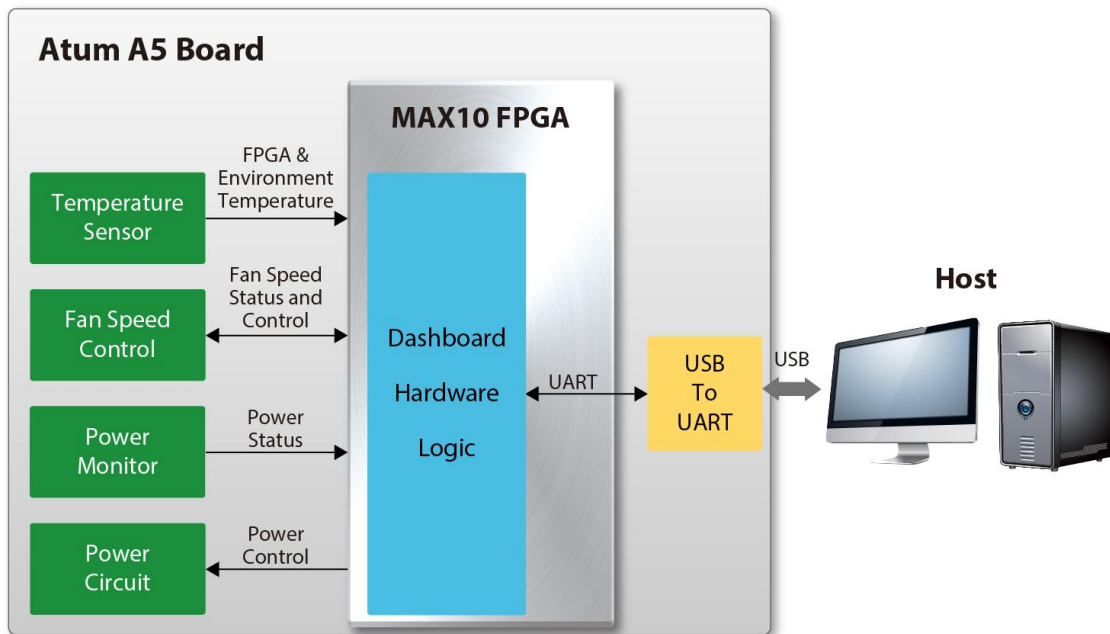 Atum A5 Board
MAX10 FPGA
FPGA &
Environment
Temperature
Temperature
Sensor
Fan Speed
Status and
Control
Fan Speed
Control
Power
Status
Power
Monitor
Power
Control
Power
Circuit
Dashboard
Hardware
Logic
UART
USB
To
UART
USB
Host